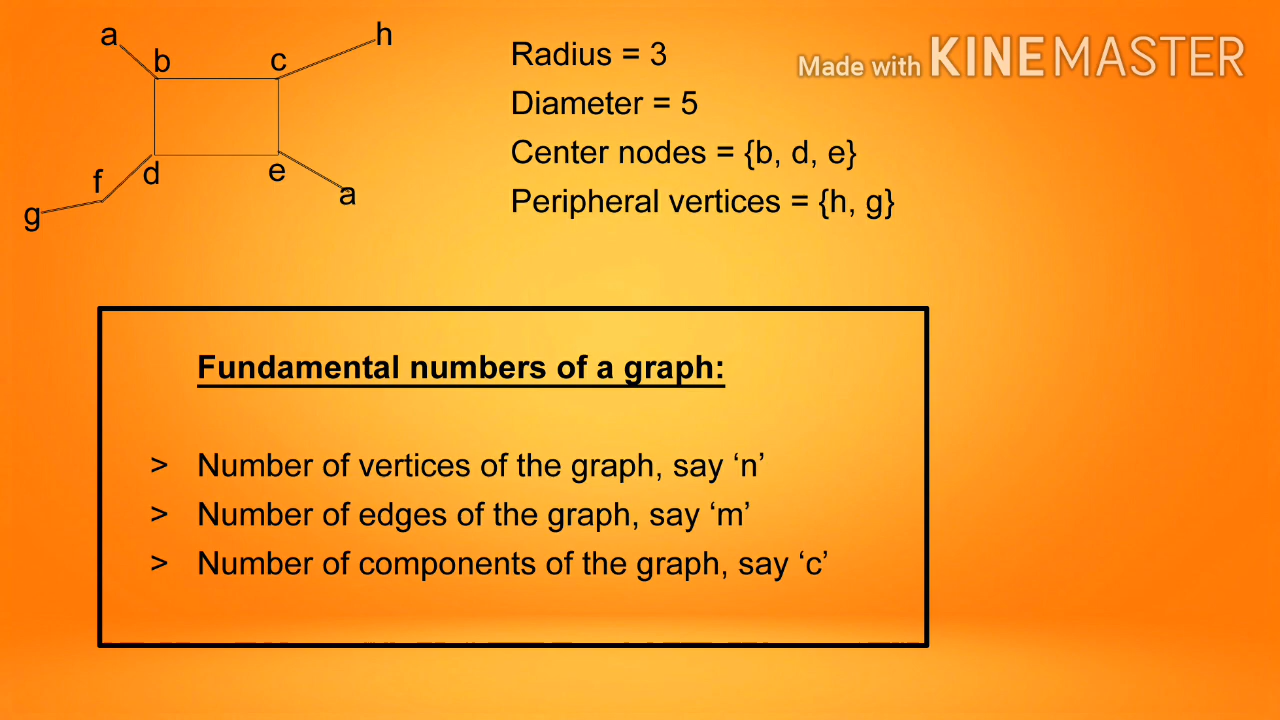 a
b
c
h
f
d
e
g
a
Radius = 3
Diameter = 5
Center nodes = {b, d, e}
Peripheral vertices = {h, g}
Made with KINEMASTER
Fundamental numbers of a graph:
> Number of vertices of the graph, say ‘n’
> Number of edges of the graph, say ‘m’
> Number of components of the graph, say ‘c’